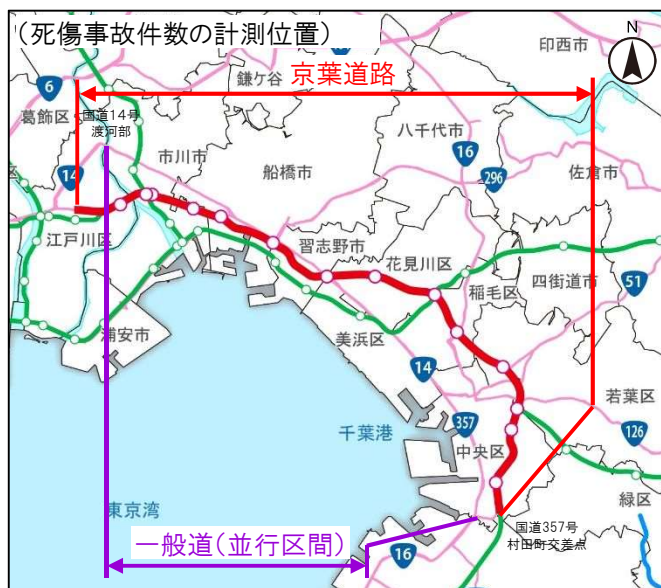 (死傷事故件数の計測位置)
N
印西市
京葉道路
鎌ケ谷
6
葛飾区
国道14号
渡河部
八千代市
16
市川市
船橋市
296
佐倉市
14
江戸川区
習志野市
花見川区
稲毛区
四街道市
51
浦安市
美浜区
14
若葉区
千葉港
357
中央区
126
緑区
東京湾
国道357号
村田町交差点
一般道(並行区間)
16